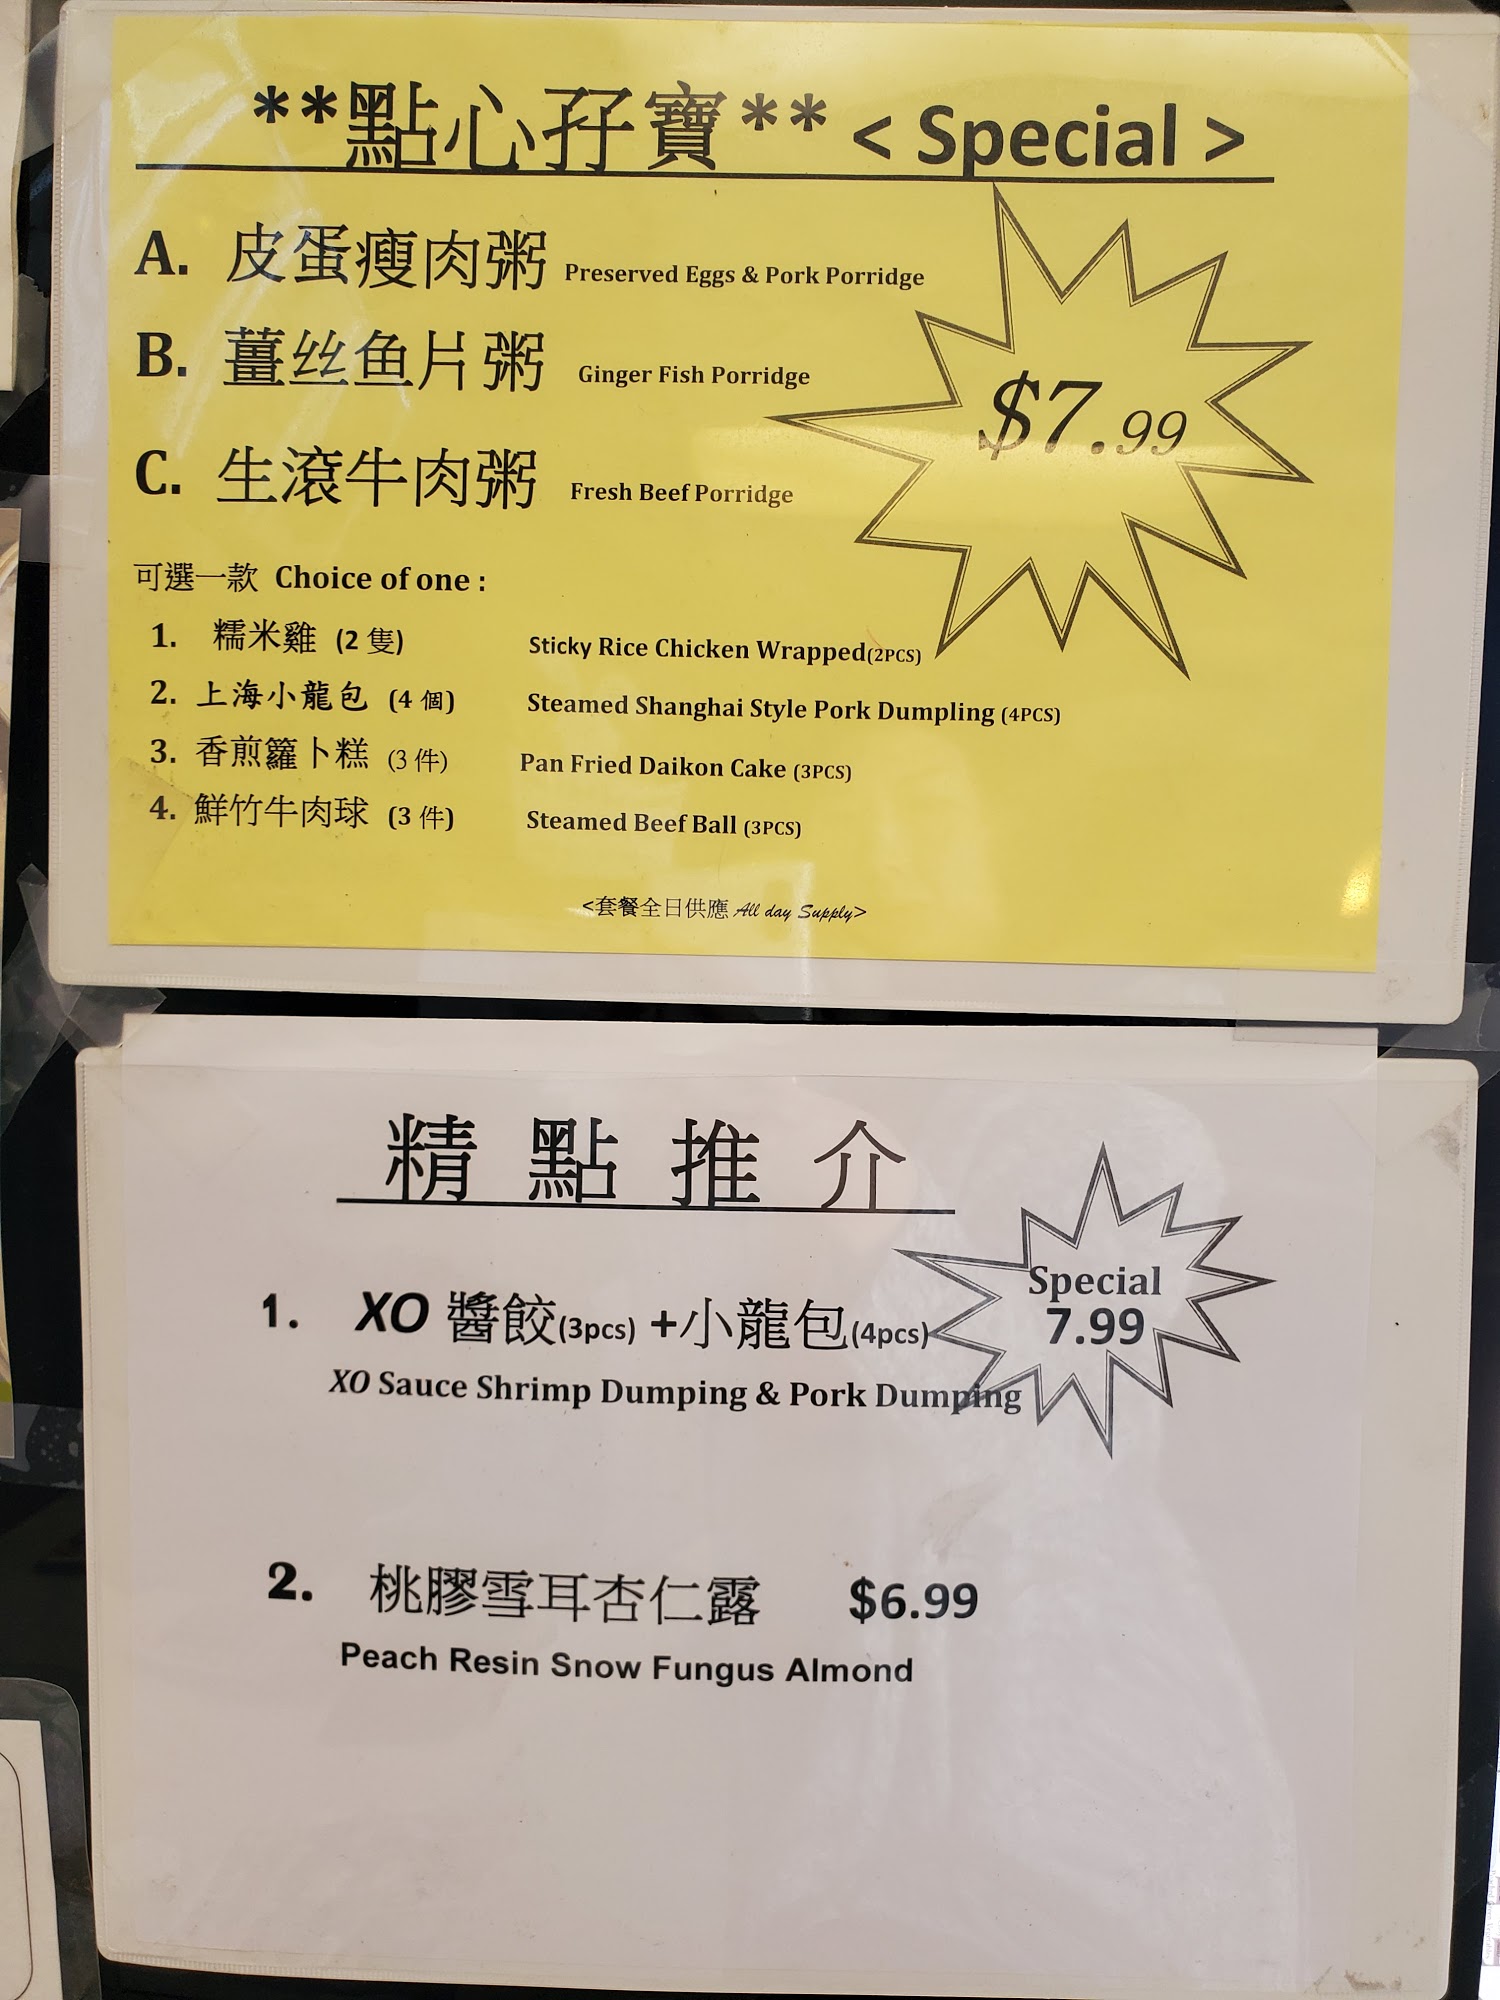 **點心孖寶** < Special >
A. 皮蛋瘦肉粥 Preserved Eggs & Pork Porridge
B. 薑丝鱼片粥 Ginger Fish Porridge
$7.99
C. 生滾牛肉粥 Fresh Beef Porridge
可選一款 Choice of one :
1. 糯米雞 (2 隻) Sticky Rice Chicken Wrapped(2PCS)
2. 上海小龍包 (4 個) Steamed Shanghai Style Pork Dumpling (4PCS)
3. 香煎籮卜糕 (3 件) Pan Fried Daikon Cake (3PCS)
4. 鮮竹牛肉球 (3 件) Steamed Beef Ball (3PCS)
<套餐全日供應 All day Supply>
精 點 推 介
Special
7.99
1. XO 醬餃(3pcs) +小龍包(4pcs)
XO Sauce Shrimp Dumping & Pork Dumping
2. 桃膠雪耳杏仁露 $6.99
Peach Resin Snow Fungus Almond